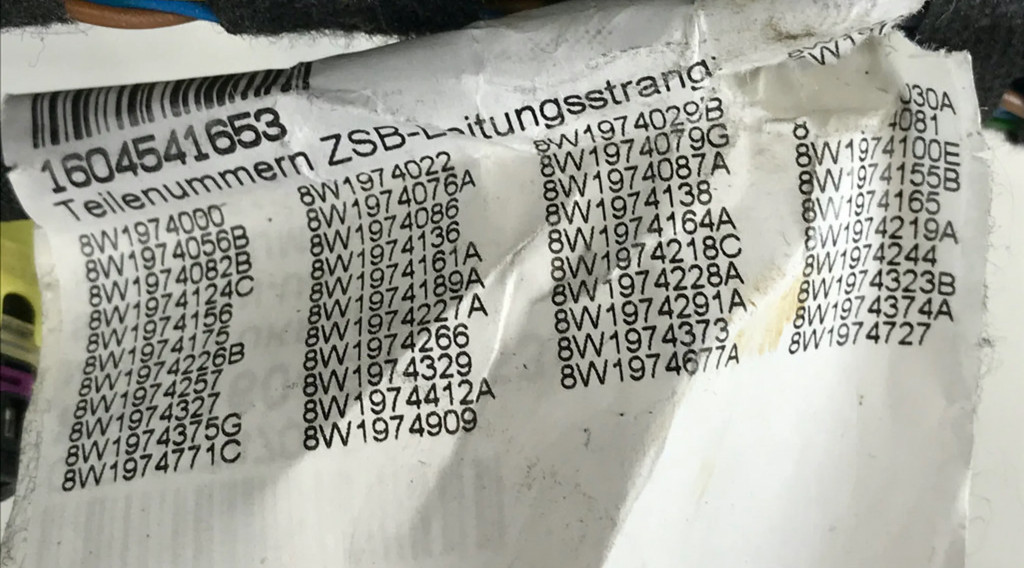 1604541653
Teilenummern ZSB-Leitungsstrang:
8W1974000 8W1974022 8W1974029B 030A
8W1974056B 8W1974076A 8W1974079G 4081
8W1974082B 8W1974086 8W1974087A 8W1974100E
8W1974124C 8W1974136 8W1974138 8W1974155B
8W1974156 8W1974161A 8W1974164A 8W1974165
8W1974175 8W1974189A 8W1974218C 8W1974219A
8W1974226B 8W1974227A 8W1974228A 8W1974244
8W1974257 8W1974266 8W1974291A 8W1974323B
8W1974327 8W1974329 8W1974373 8W1974374A
8W1974375G 8W1974412A 8W1974677A 8W1974727
8W1974771C 8W1974909